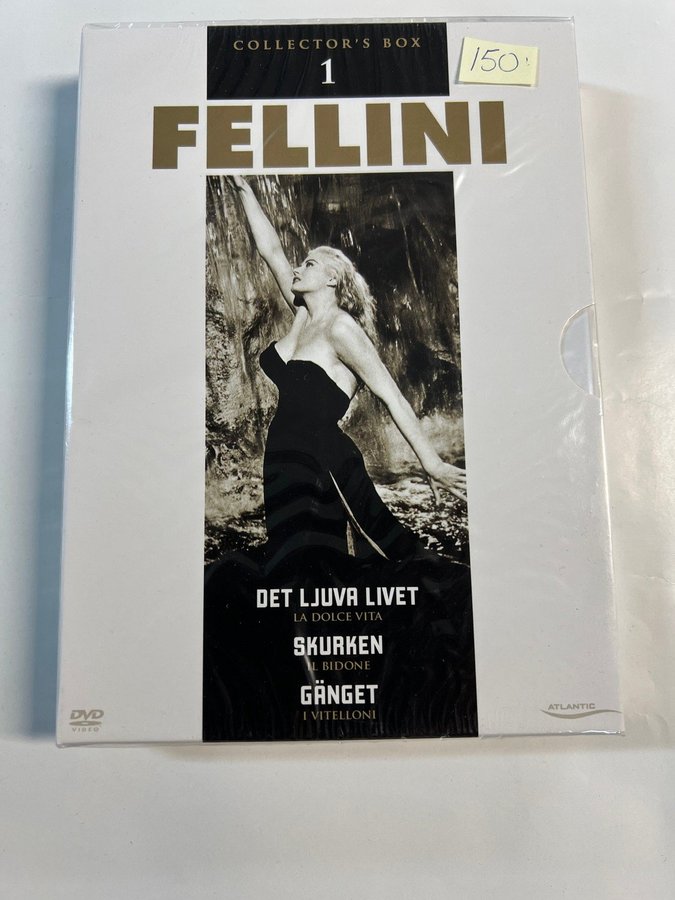 COLLECTOR'S BOX
1
150:
FELLINI
DET LJUVA LIVET
LA DOLCE VITA
SKURKEN
IL BIDONE
GÄNGET
I VITELLONI
DVD
VIDEO
ATLANTIC